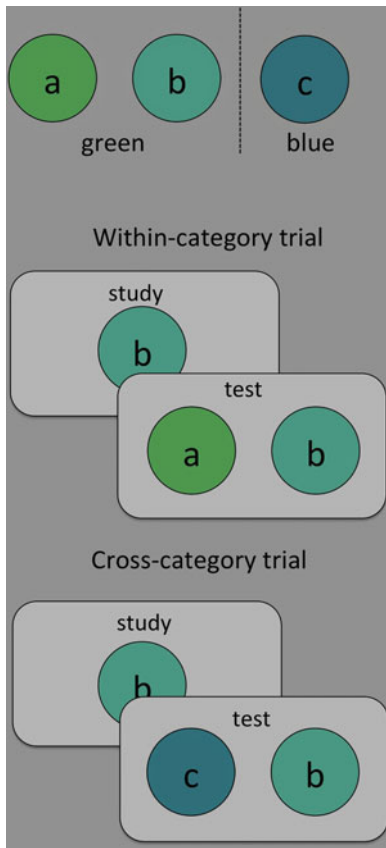 a b c
green blue
Within-category trial
study
b
test
a b
Cross-category trial
study
b
test
c b